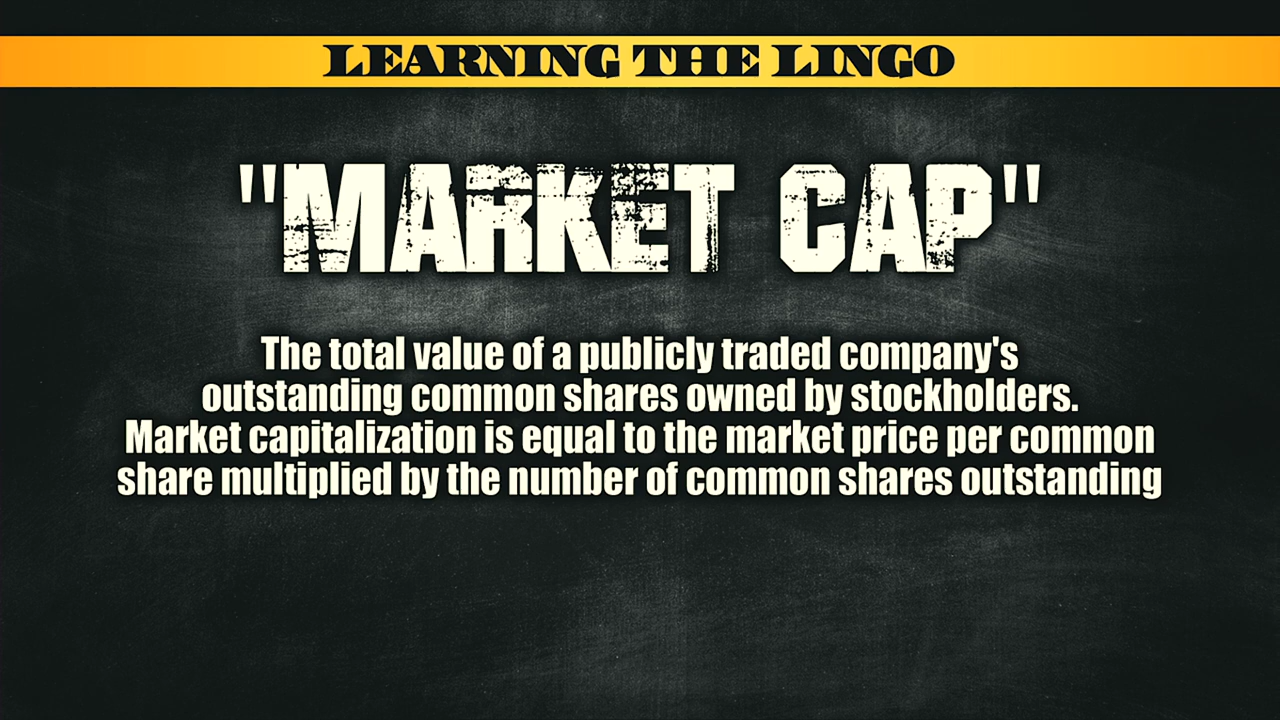 LEARNING THE LINGO
"MARKET CAP"
The total value of a publicly traded company's
outstanding common shares owned by stockholders.
Market capitalization is equal to the market price per common
share multiplied by the number of common shares outstanding